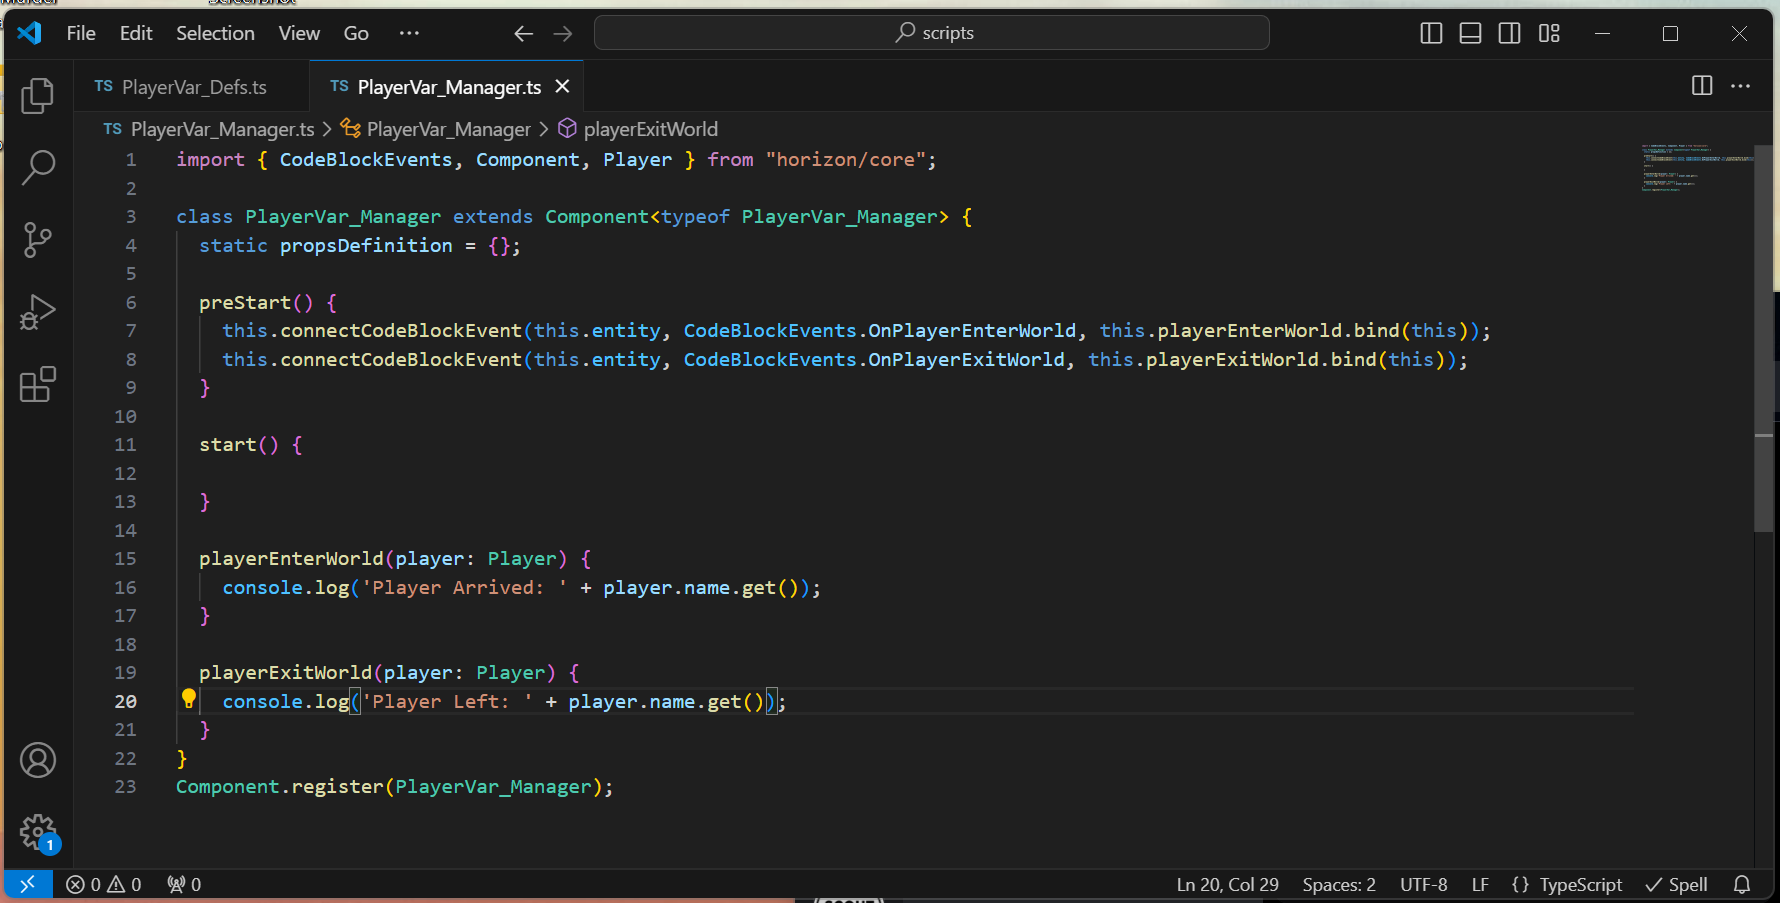 Screenshot
File Edit Selection View Go ··· scripts
TS PlayerVar_Defs.ts TS PlayerVar_Manager.ts
TS PlayerVar_Manager.ts > PlayerVar_Manager > playerExitWorld
1 import { CodeBlockEvents, Component, Player } from "horizon/core";
2
3 class PlayerVar_Manager extends Component<typeof PlayerVar_Manager> {
4 static propsDefinition = {};
5
6 preStart() {
7 this.connectCodeBlockEvent(this.entity, CodeBlockEvents.OnPlayerEnterWorld, this.playerEnterWorld.bind(this));
8 this.connectCodeBlockEvent(this.entity, CodeBlockEvents.OnPlayerExitWorld, this.playerExitWorld.bind(this));
9 }
10
11 start() {
12
13 }
14
15 playerEnterWorld(player: Player) {
16 console.log('Player Arrived: ' + player.name.get());
17 }
18
19 playerExitWorld(player: Player) {
20 console.log('Player Left: ' + player.name.get());
21 }
22 }
23 Component.register(PlayerVar_Manager);
1
0 0 0 Ln 20, Col 29 Spaces: 2 UTF-8 LF {} TypeScript Spell